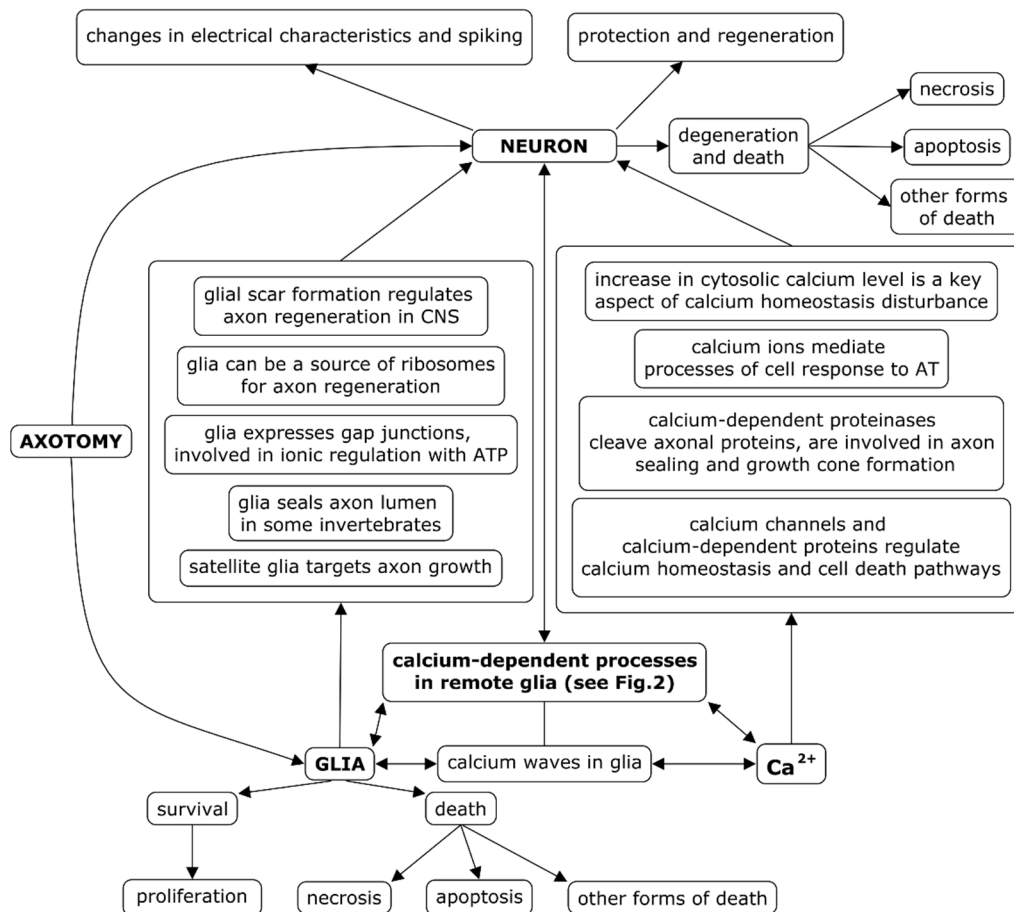 changes in electrical characteristics and spiking
protection and regeneration
necrosis
NEURON
degeneration
and death
apoptosis
other forms
of death
glial scar formation regulates
axon regeneration in CNS
glia can be a source of ribosomes
for axon regeneration
glia expresses gap junctions,
involved in ionic regulation with ATP
glia seals axon lumen
in some invertebrates
satellite glia targets axon growth
increase in cytosolic calcium level is a key
aspect of calcium homeostasis disturbance
calcium ions mediate
processes of cell response to AT
calcium-dependent proteinases
cleave axonal proteins, are involved in axon
sealing and growth cone formation
calcium channels and
calcium-dependent proteins regulate
calcium homeostasis and cell death pathways
AXOTOMY
calcium-dependent processes
in remote glia (see Fig.2)
GLIA
calcium waves in glia
Ca²⁺
survival
death
proliferation
necrosis
apoptosis
other forms of death